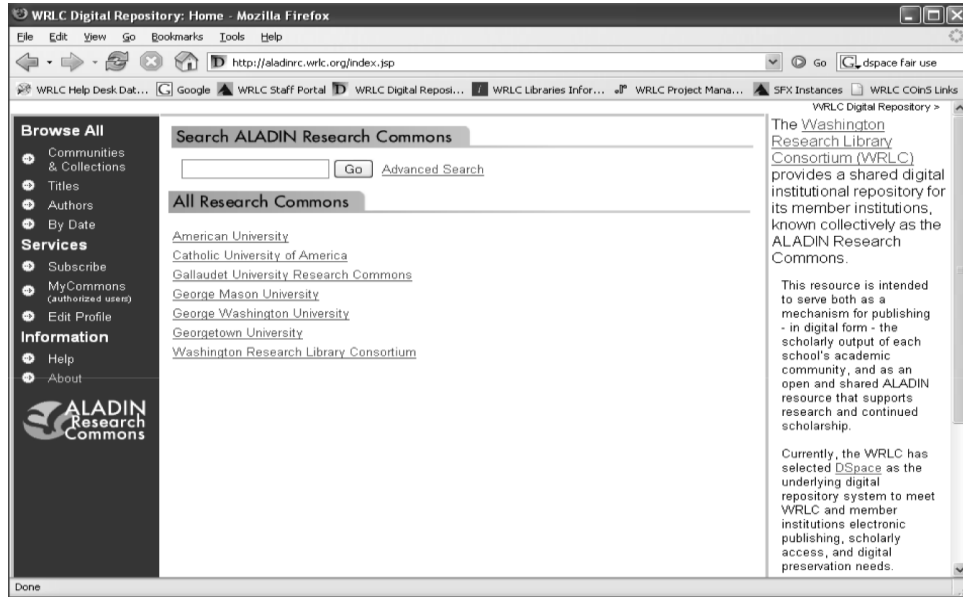 WRLC Digital Repository: Home - Mozilla Firefox
File Edit View Go Bookmarks Tools Help
http://aladinrc.wrlc.org/index.jsp Go dspace fair use
WRLC Help Desk Dat... Google WRLC Staff Portal WRLC Digital Reposi... WRLC Libraries Infor... WRLC Project Mana... SFX Instances WRLC COinS Links
WRLC Digital Repository >
Browse All
Communities
& Collections
Titles
Authors
By Date
Services
Subscribe
MyCommons
(authorized users)
Edit Profile
Information
Help
About
ALADIN
Research
Commons
Search ALADIN Research Commons
Go Advanced Search
All Research Commons
American University
Catholic University of America
Gallaudet University Research Commons
George Mason University
George Washington University
Georgetown University
Washington Research Library Consortium
The Washington
Research Library
Consortium (WRLC)
provides a shared digital
institutional repository for
its member institutions,
known collectively as the
ALADIN Research
Commons.
This resource is intended
to serve both as a
mechanism for publishing
- in digital form - the
scholarly output of each
school's academic
community, and as an
open and shared ALADIN
resource that supports
research and continued
scholarship.
Currently, the WRLC has
selected DSpace as the
underlying digital
repository system to meet
WRLC and member
institutions electronic
publishing, scholarly
access, and digital
preservation needs.
Done